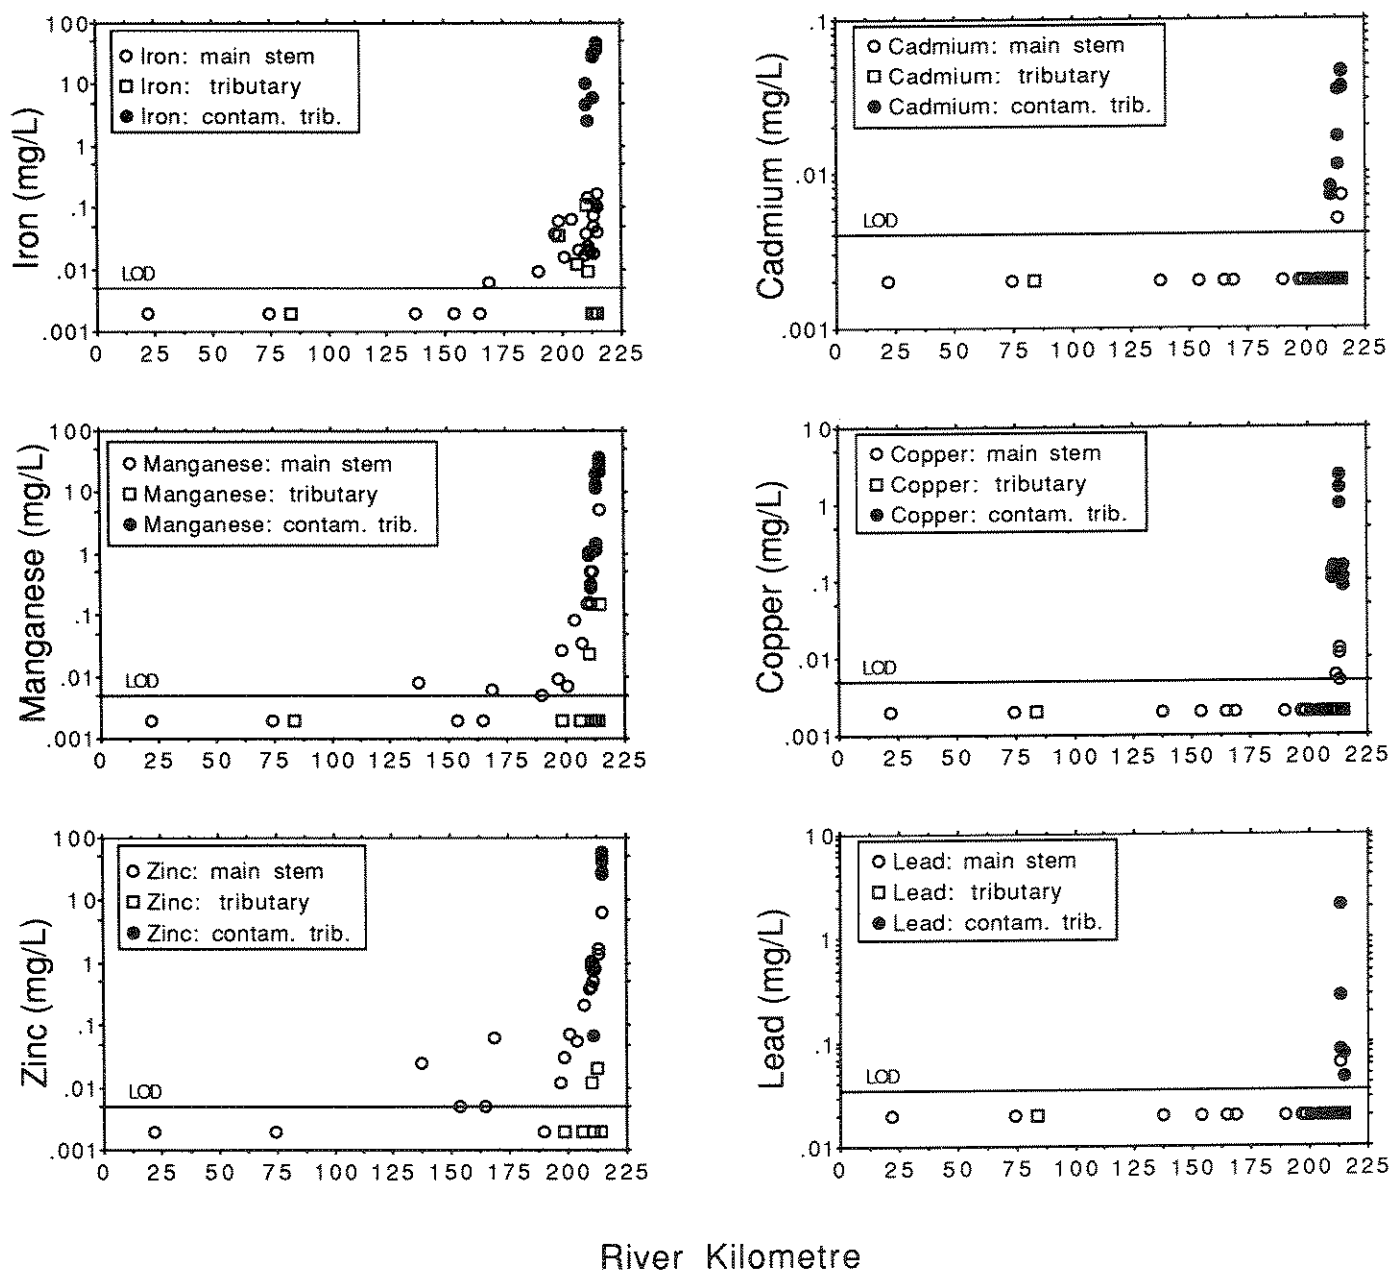 Iron (mg/L)
100
10
1
.1
.01
.001
Iron: main stem
Iron: tributary
Iron: contam. trib.
LOD
0 25 50 75 100 125 150 175 200 225
Cadmium (mg/L)
.1
.01
.001
Cadmium: main stem
Cadmium: tributary
Cadmium: contam. trib.
LOD
0 25 50 75 100 125 150 175 200 225
Manganese (mg/L)
100
10
1
.1
.01
.001
Manganese: main stem
Manganese: tributary
Manganese: contam. trib.
LOD
0 25 50 75 100 125 150 175 200 225
Copper (mg/L)
10
1
.1
.01
.001
Copper: main stem
Copper: tributary
Copper: contam. trib.
LOD
0 25 50 75 100 125 150 175 200 225
Zinc (mg/L)
100
10
1
.1
.01
.001
Zinc: main stem
Zinc: tributary
Zinc: contam. trib.
LOD
0 25 50 75 100 125 150 175 200 225
Lead (mg/L)
10
1
.1
.01
Lead: main stem
Lead: tributary
Lead: contam. trib.
LOD
0 25 50 75 100 125 150 175 200 225
River Kilometre